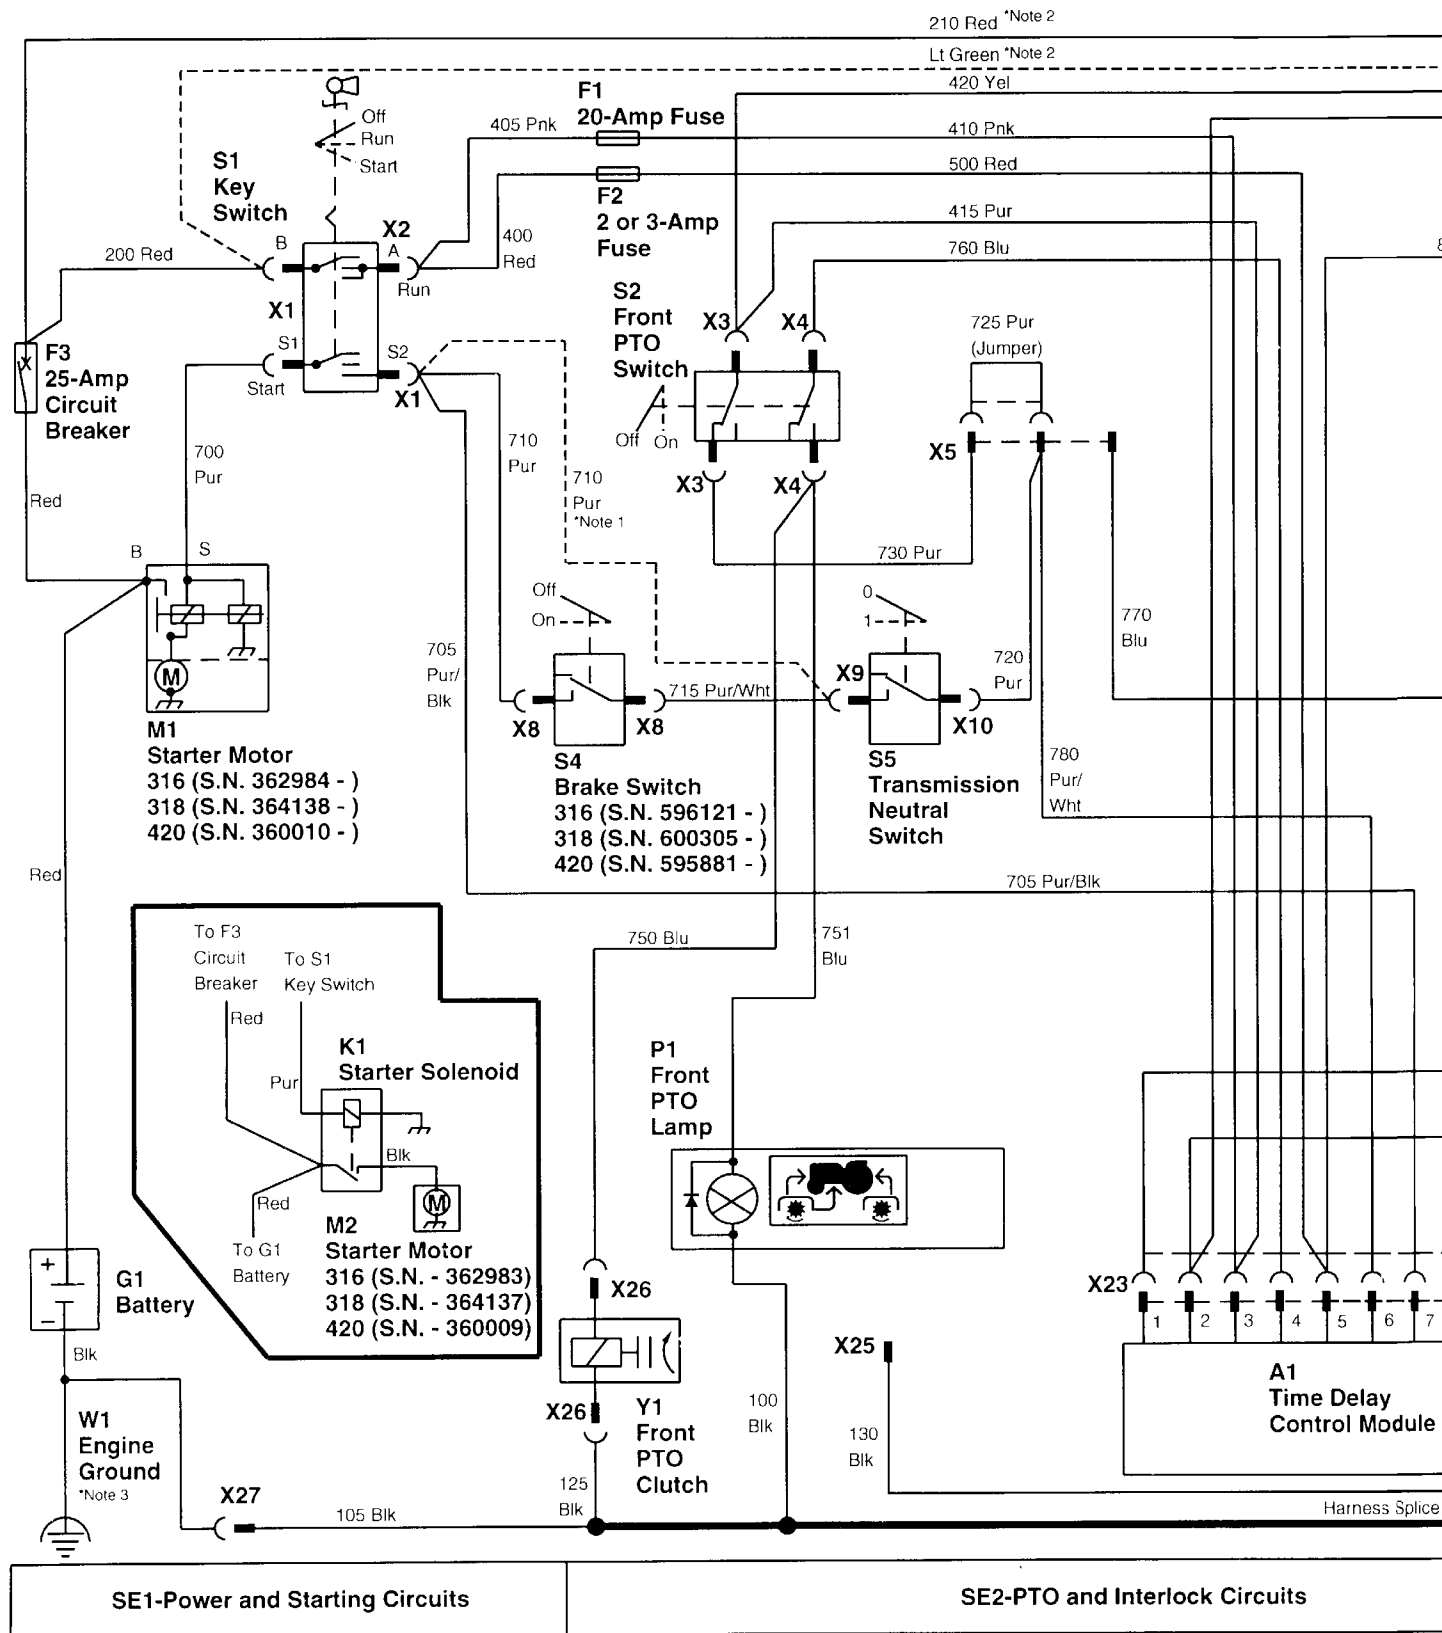 210 Red *Note 2
Lt Green *Note 2
420 Yel
F1
20-Amp Fuse
405 Pnk
410 Pnk
Off
Run
Start
S1
Key
Switch
500 Red
F2
2 or 3-Amp
Fuse
415 Pur
X2
B
A
400
Red
200 Red
760 Blu
8
Run
S2
Front
PTO
Switch
X1
X3
X4
725 Pur
(Jumper)
F3
25-Amp
Circuit
Breaker
S1
S2
Start
X1
Off
On
X5
710
Pur
700
Pur
710
Pur
*Note 1
X3
X4
Red
B
S
730 Pur
Off
On
0
1
770
Blu
705
Pur/
Blk
720
Pur
M
715 Pur/Wht
X9
X8
X8
X10
M1
Starter Motor
316 (S.N. 362984 - )
318 (S.N. 364138 - )
420 (S.N. 360010 - )
S4
Brake Switch
316 (S.N. 596121 - )
318 (S.N. 600305 - )
420 (S.N. 595881 - )
S5
Transmission
Neutral
Switch
780
Pur/
Wht
Red
705 Pur/Blk
To F3
Circuit
Breaker
To S1
Key Switch
750 Blu
751
Blu
Red
K1
Starter Solenoid
Pur
P1
Front
PTO
Lamp
Blk
Red
M
M2
Starter Motor
316 (S.N. - 362983)
318 (S.N. - 364137)
420 (S.N. - 360009)
To G1
Battery
+
−
G1
Battery
X26
X23
1
2
3
4
5
6
7
Blk
X25
A1
Time Delay
Control Module
X26
Y1
Front
PTO
Clutch
100
Blk
W1
Engine
Ground
*Note 3
130
Blk
125
Blk
X27
105 Blk
Harness Splice
SE1-Power and Starting Circuits
SE2-PTO and Interlock Circuits